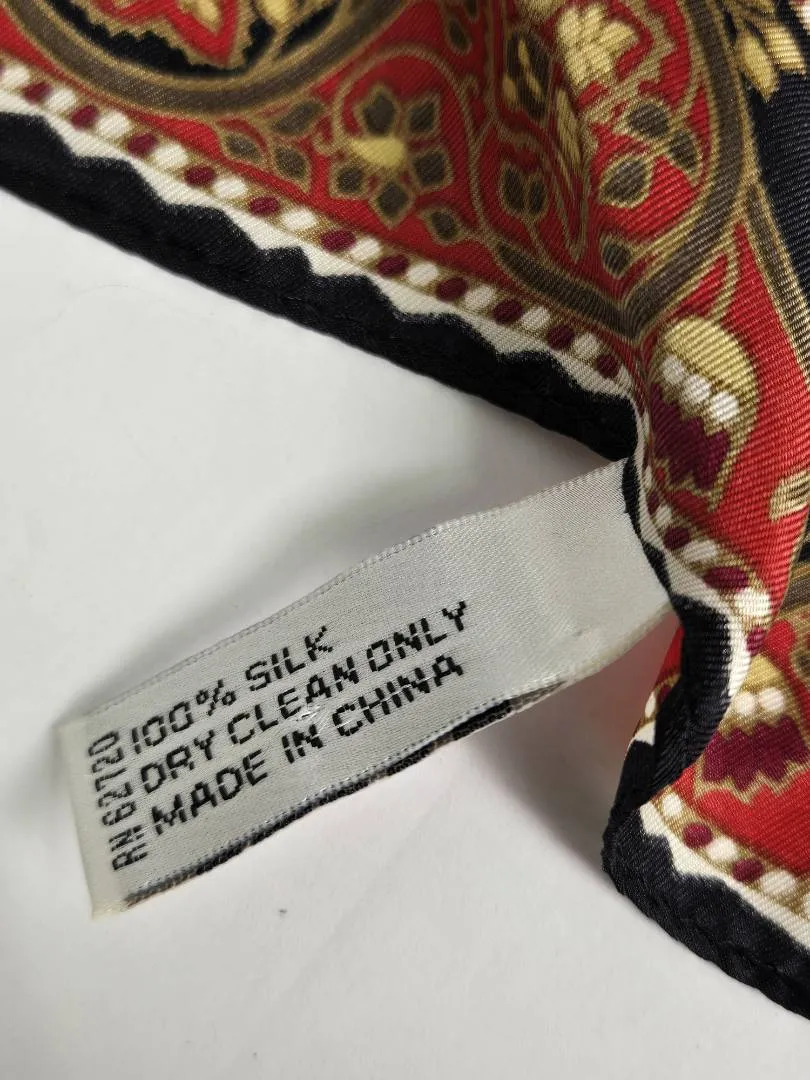 100% SILK
DRY CLEAN ONLY
MADE IN CHINA
RN 62720